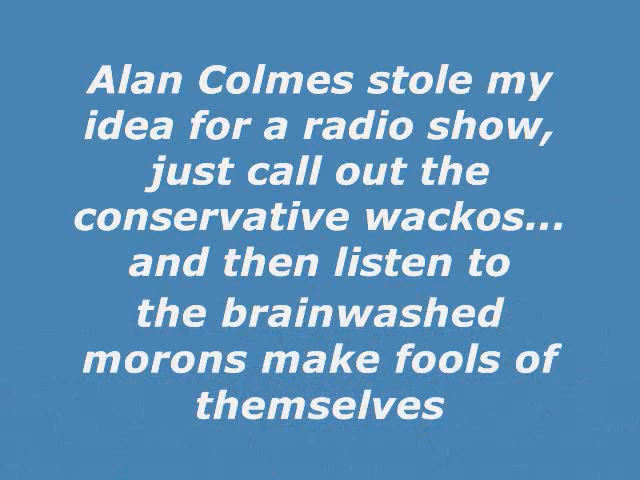 Alan Colmes stole my
idea for a radio show,
just call out the
conservative wackos...
and then listen to
the brainwashed
morons make fools of
themselves